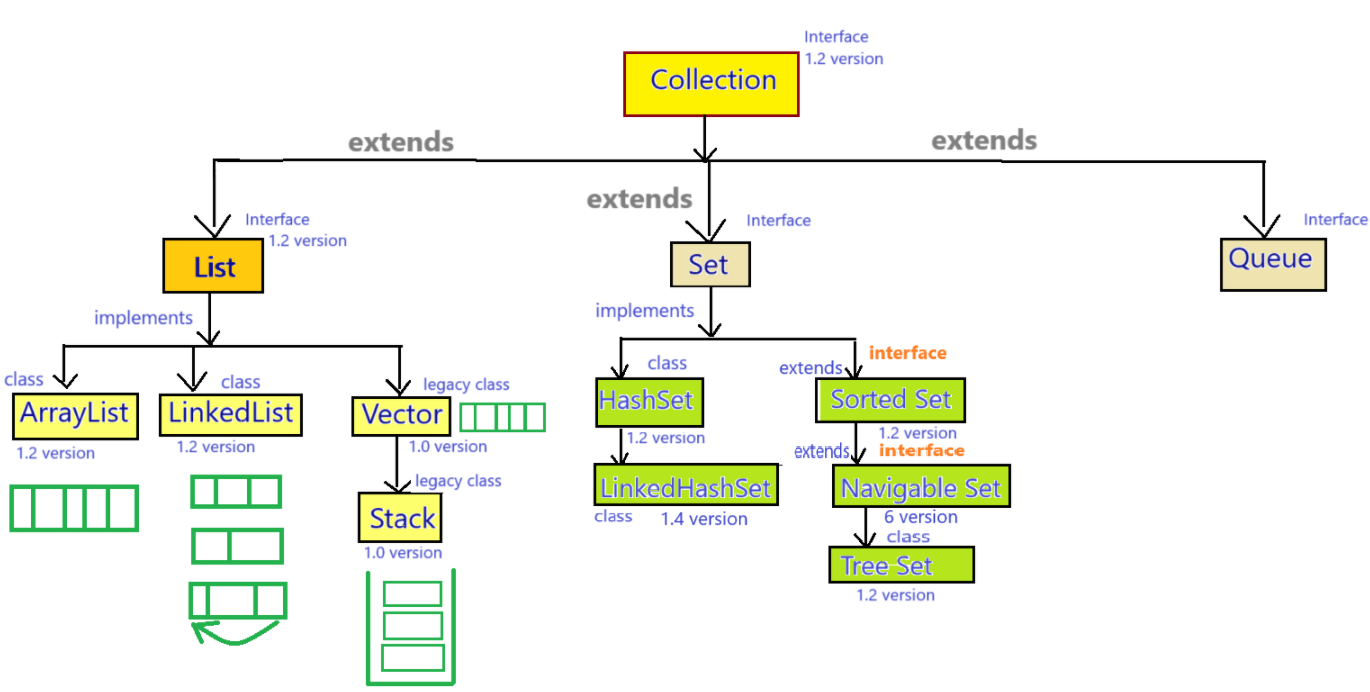 Interface
1.2 version
Collection
extends
extends
extends
Interface
1.2 version
List
Interface
Set
Interface
Queue
implements
class
ArrayList
1.2 version
class
LinkedList
1.2 version
legacy class
Vector
1.0 version
legacy class
Stack
1.0 version
implements
class
HashSet
1.2 version
LinkedHashSet
class
1.4 version
extends
interface
Sorted Set
1.2 version
extends
interface
Navigable Set
6 version
class
Tree Set
1.2 version